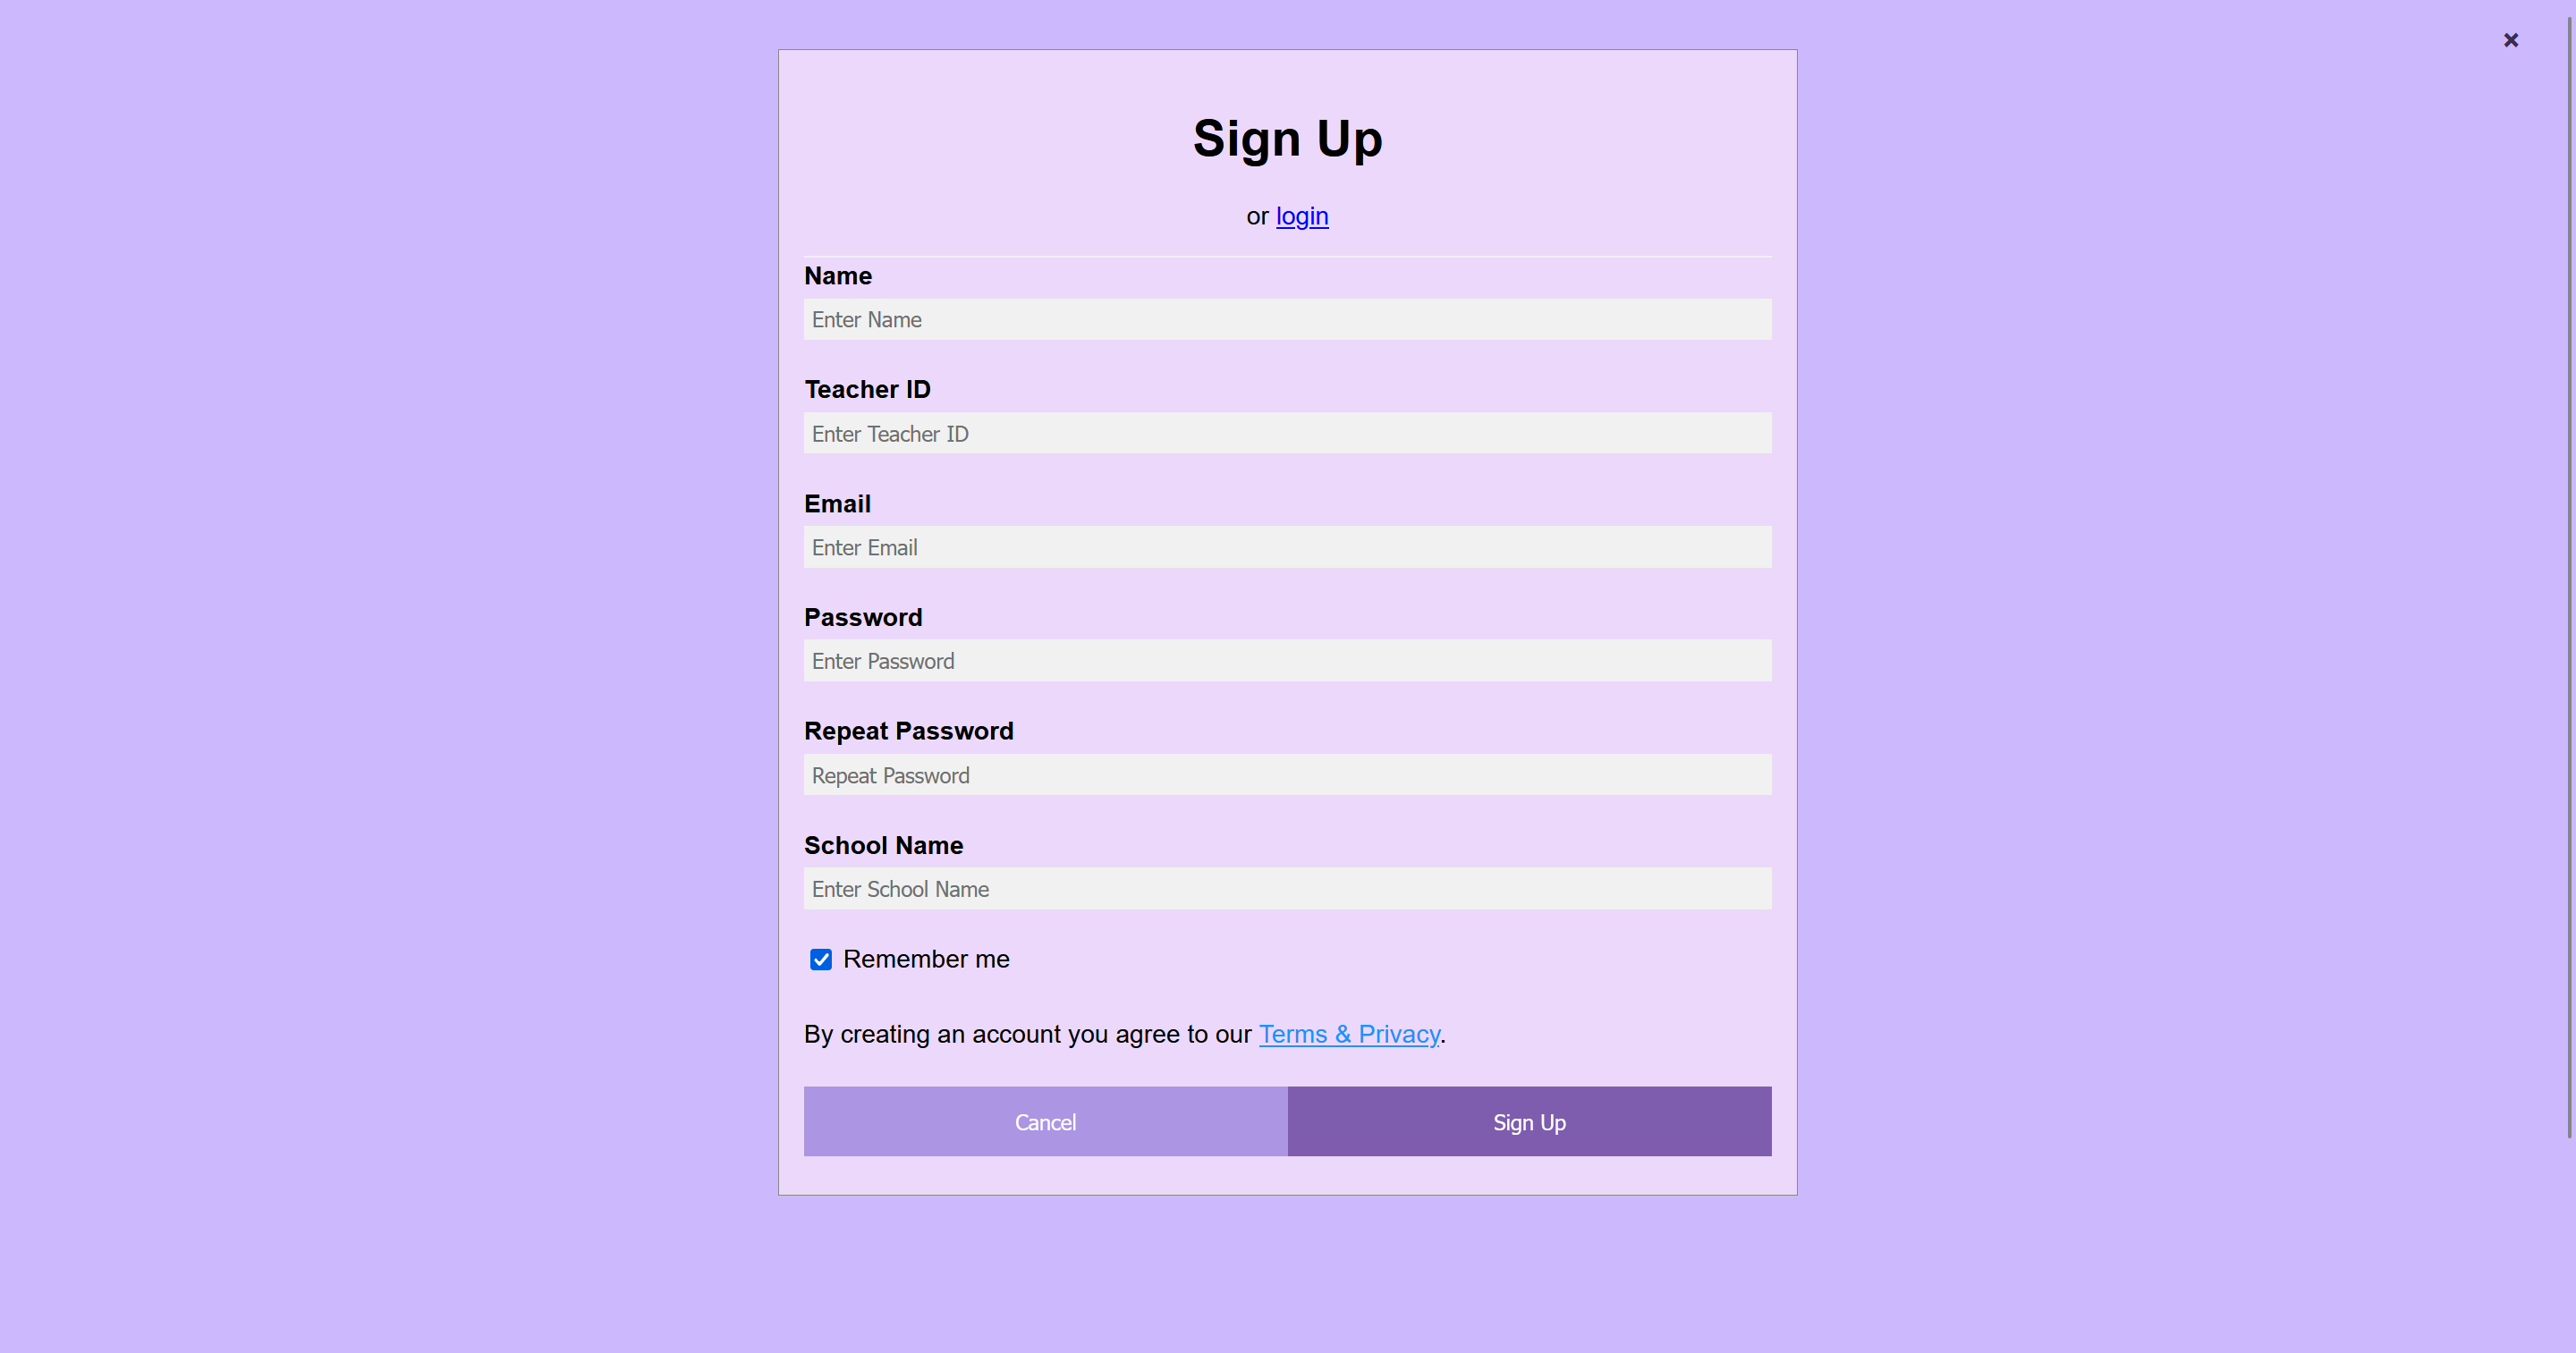 ×
Sign Up
or login
Name
Enter Name
Teacher ID
Enter Teacher ID
Email
Enter Email
Password
Enter Password
Repeat Password
Repeat Password
School Name
Enter School Name
Remember me
By creating an account you agree to our Terms & Privacy.
Cancel
Sign Up